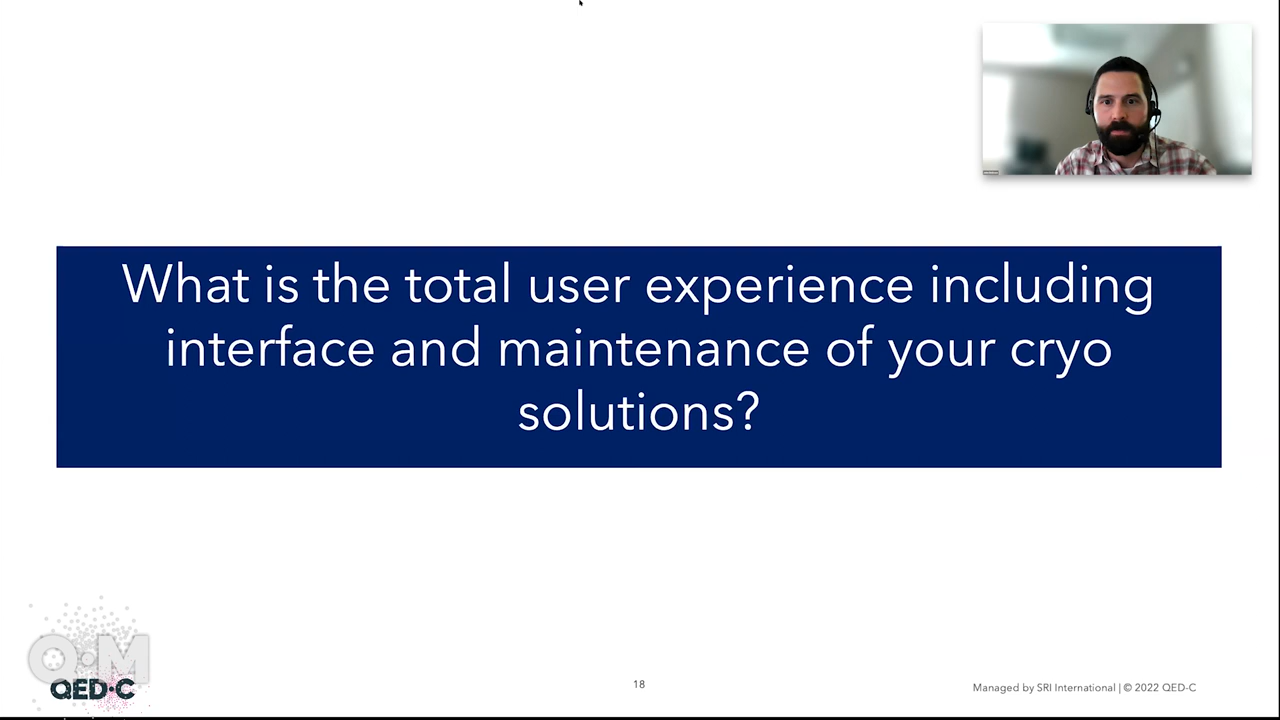 What is the total user experience including
interface and maintenance of your cryo
solutions?
QoM
QED·C
18
Managed by SRI International | © 2022 QED-C